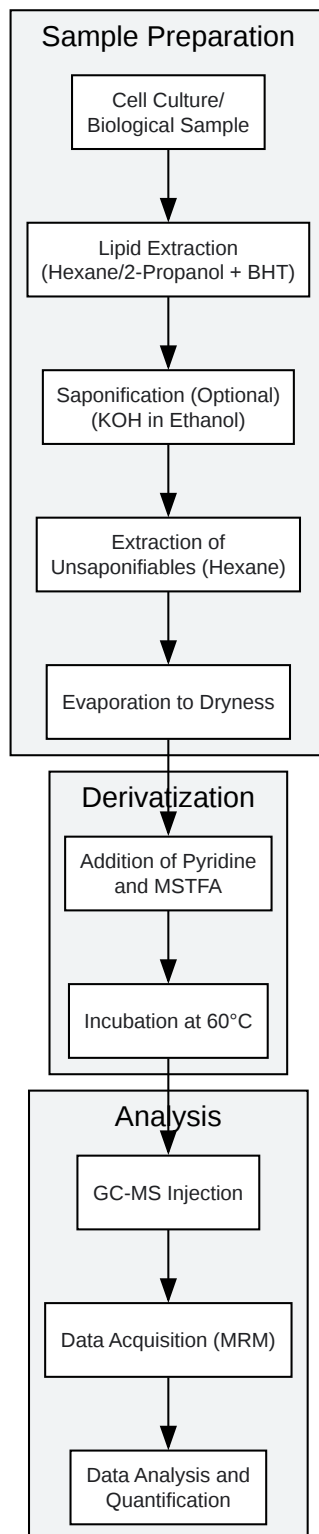 Sample Preparation
Cell Culture/
Biological Sample
Lipid Extraction
(Hexane/2-Propanol + BHT)
Saponification (Optional)
(KOH in Ethanol)
Extraction of
Unsaponifiables (Hexane)
Evaporation to Dryness
Derivatization
Addition of Pyridine
and MSTFA
Incubation at 60°C
Analysis
GC-MS Injection
Data Acquisition (MRM)
Data Analysis and
Quantification